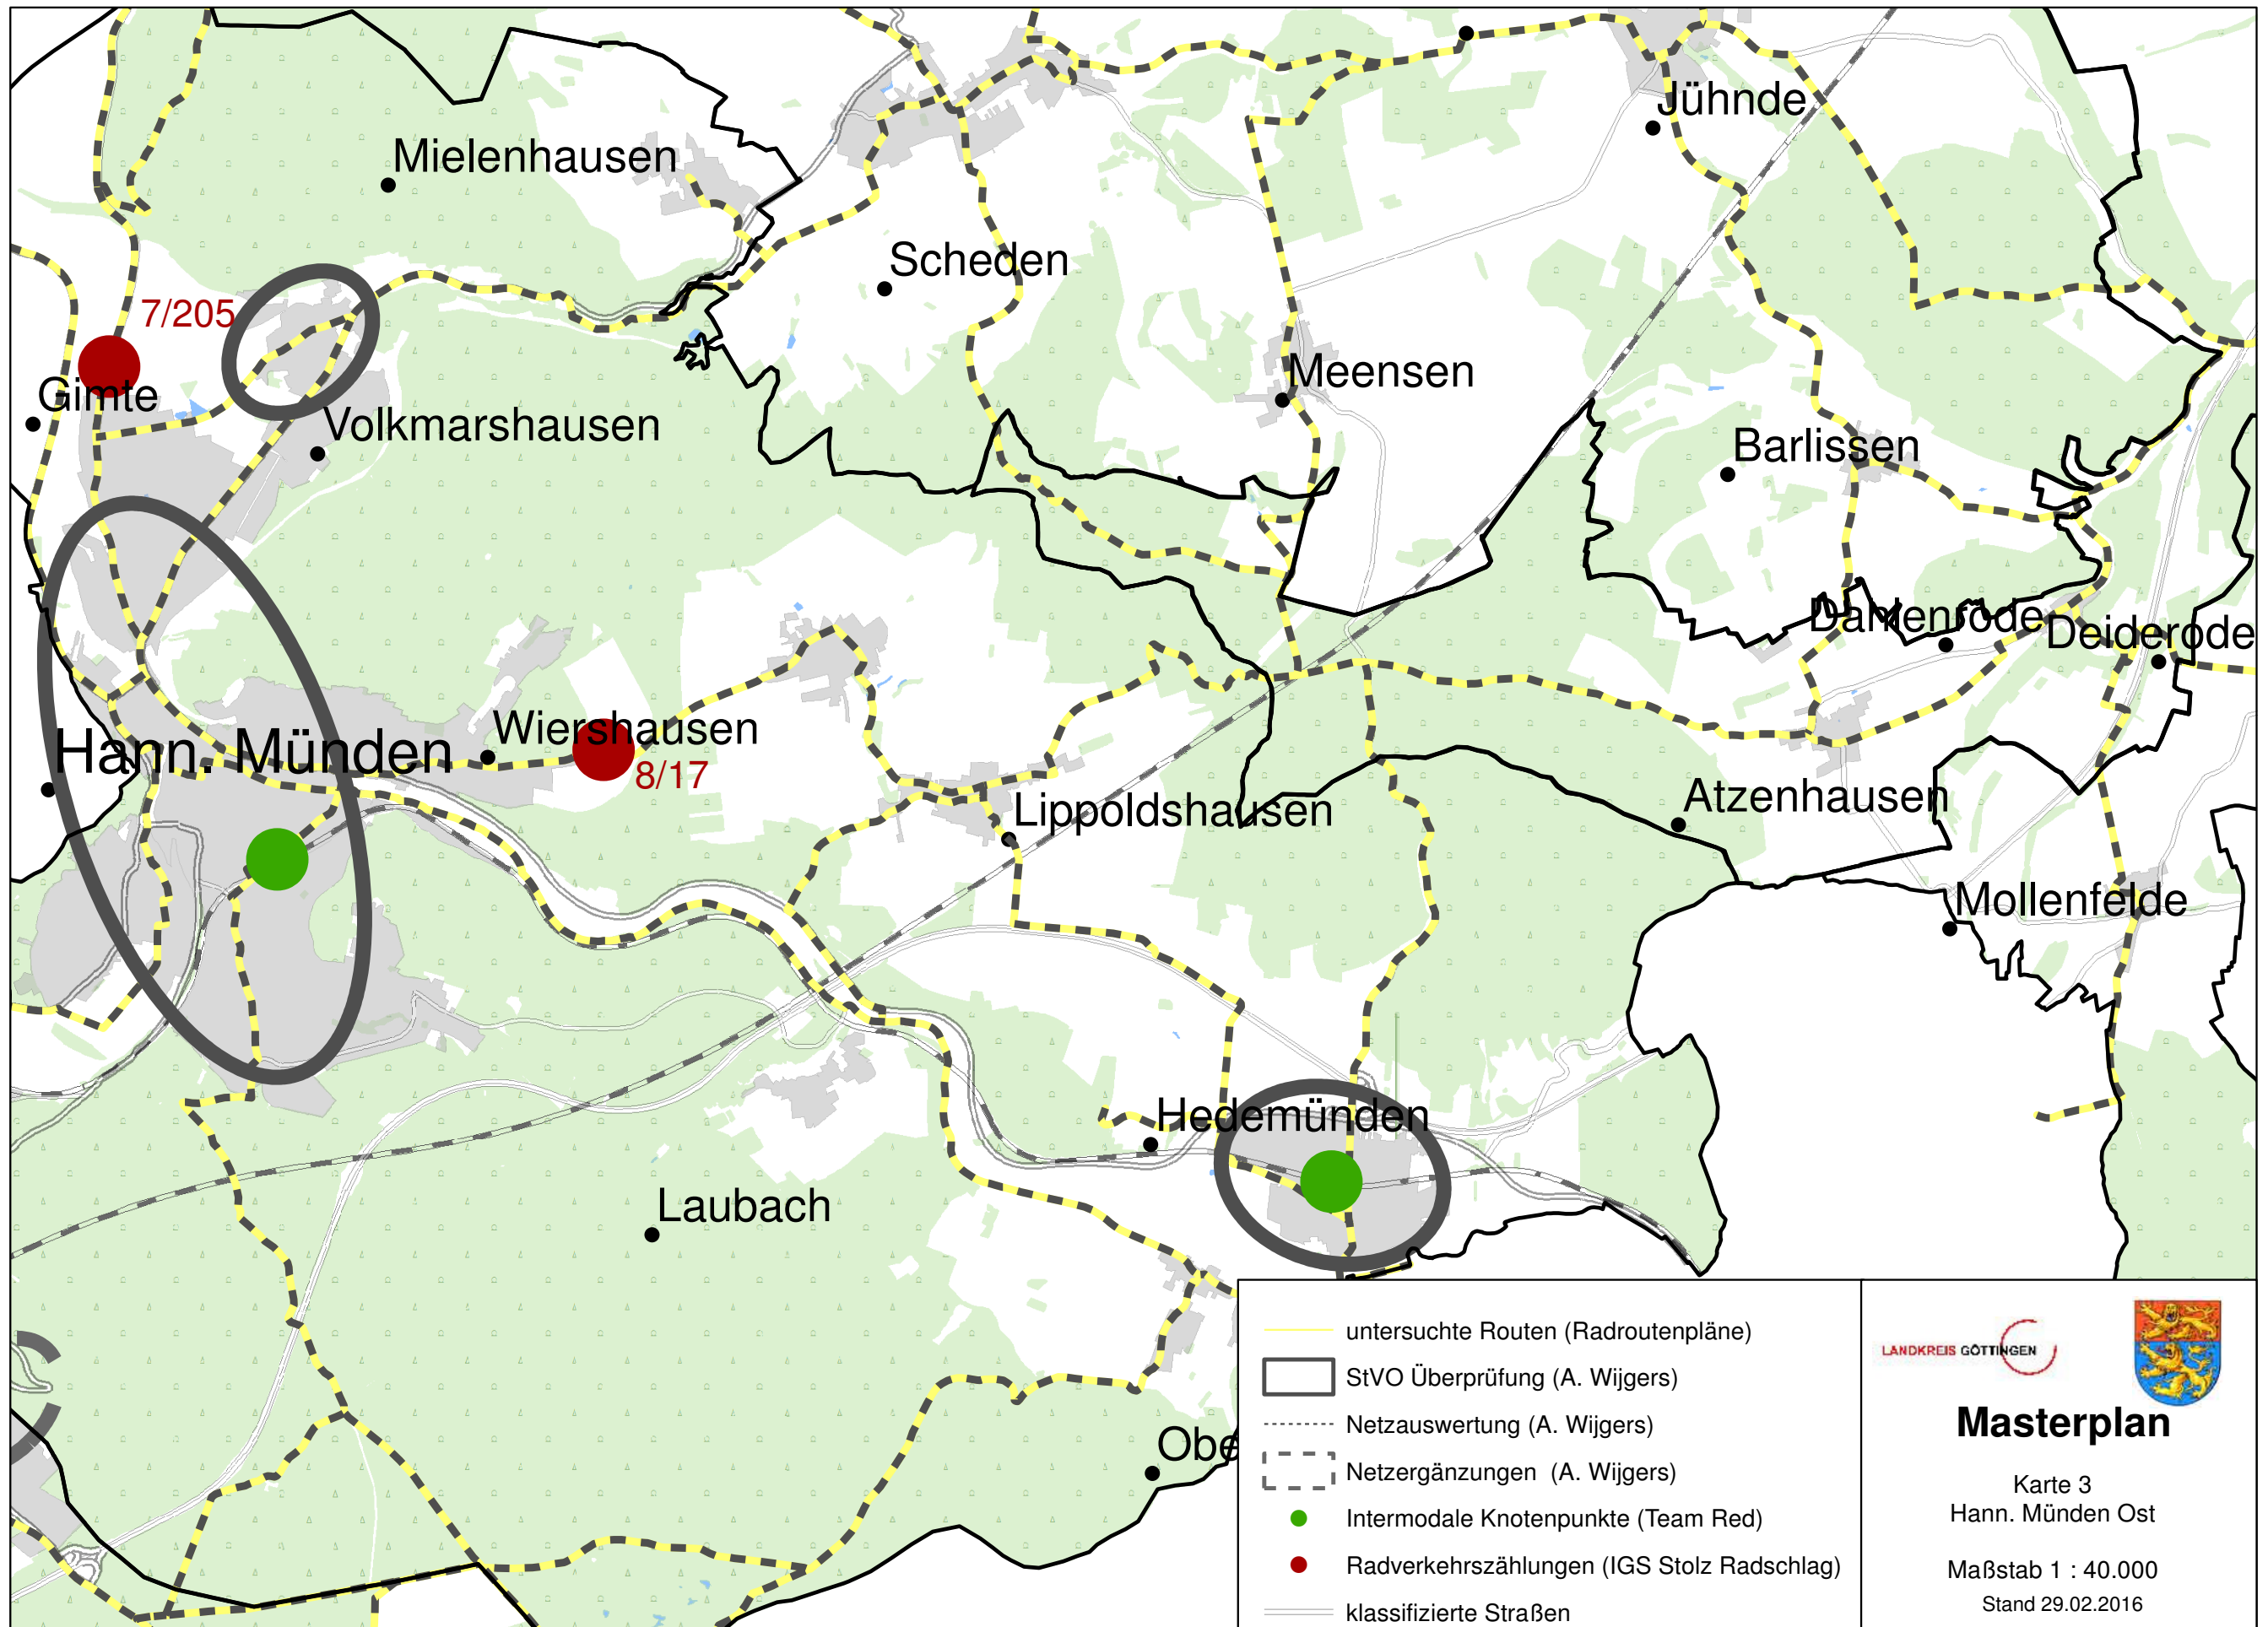 Jühnde
Mielenhausen
Scheden
7/205
Gimte
Meensen
Volkmarshausen
Barlissen
Dahlenrode
Deiderode
Wiershausen
Hann. Münden
8/17
Lippoldshausen
Atzenhausen
Mollenfelde
Hedemünden
Laubach
Obe
untersuchte Routen (Radroutenpläne)
StVO Überprüfung (A. Wijgers)
Netzauswertung (A. Wijgers)
Netzergänzungen (A. Wijgers)
Intermodale Knotenpunkte (Team Red)
Radverkehrszählungen (IGS Stolz Radschlag)
klassifizierte Straßen
LANDKREIS GÖTTINGEN
Masterplan
Karte 3
Hann. Münden Ost
Maßstab 1 : 40.000
Stand 29.02.2016